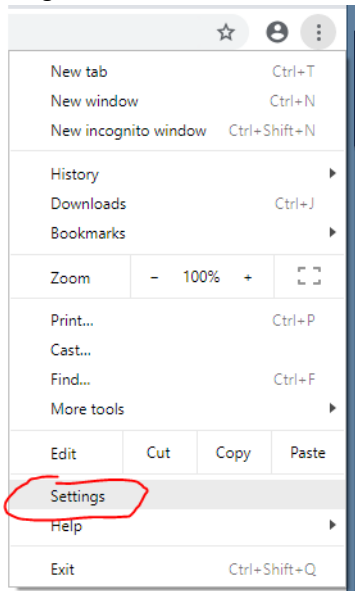 New tab Ctrl+T
New window Ctrl+N
New incognito window Ctrl+Shift+N
History
Downloads Ctrl+J
Bookmarks
Zoom - 100% +
Print... Ctrl+P
Cast...
Find... Ctrl+F
More tools
Edit Cut Copy Paste
Settings
Help
Exit Ctrl+Shift+Q